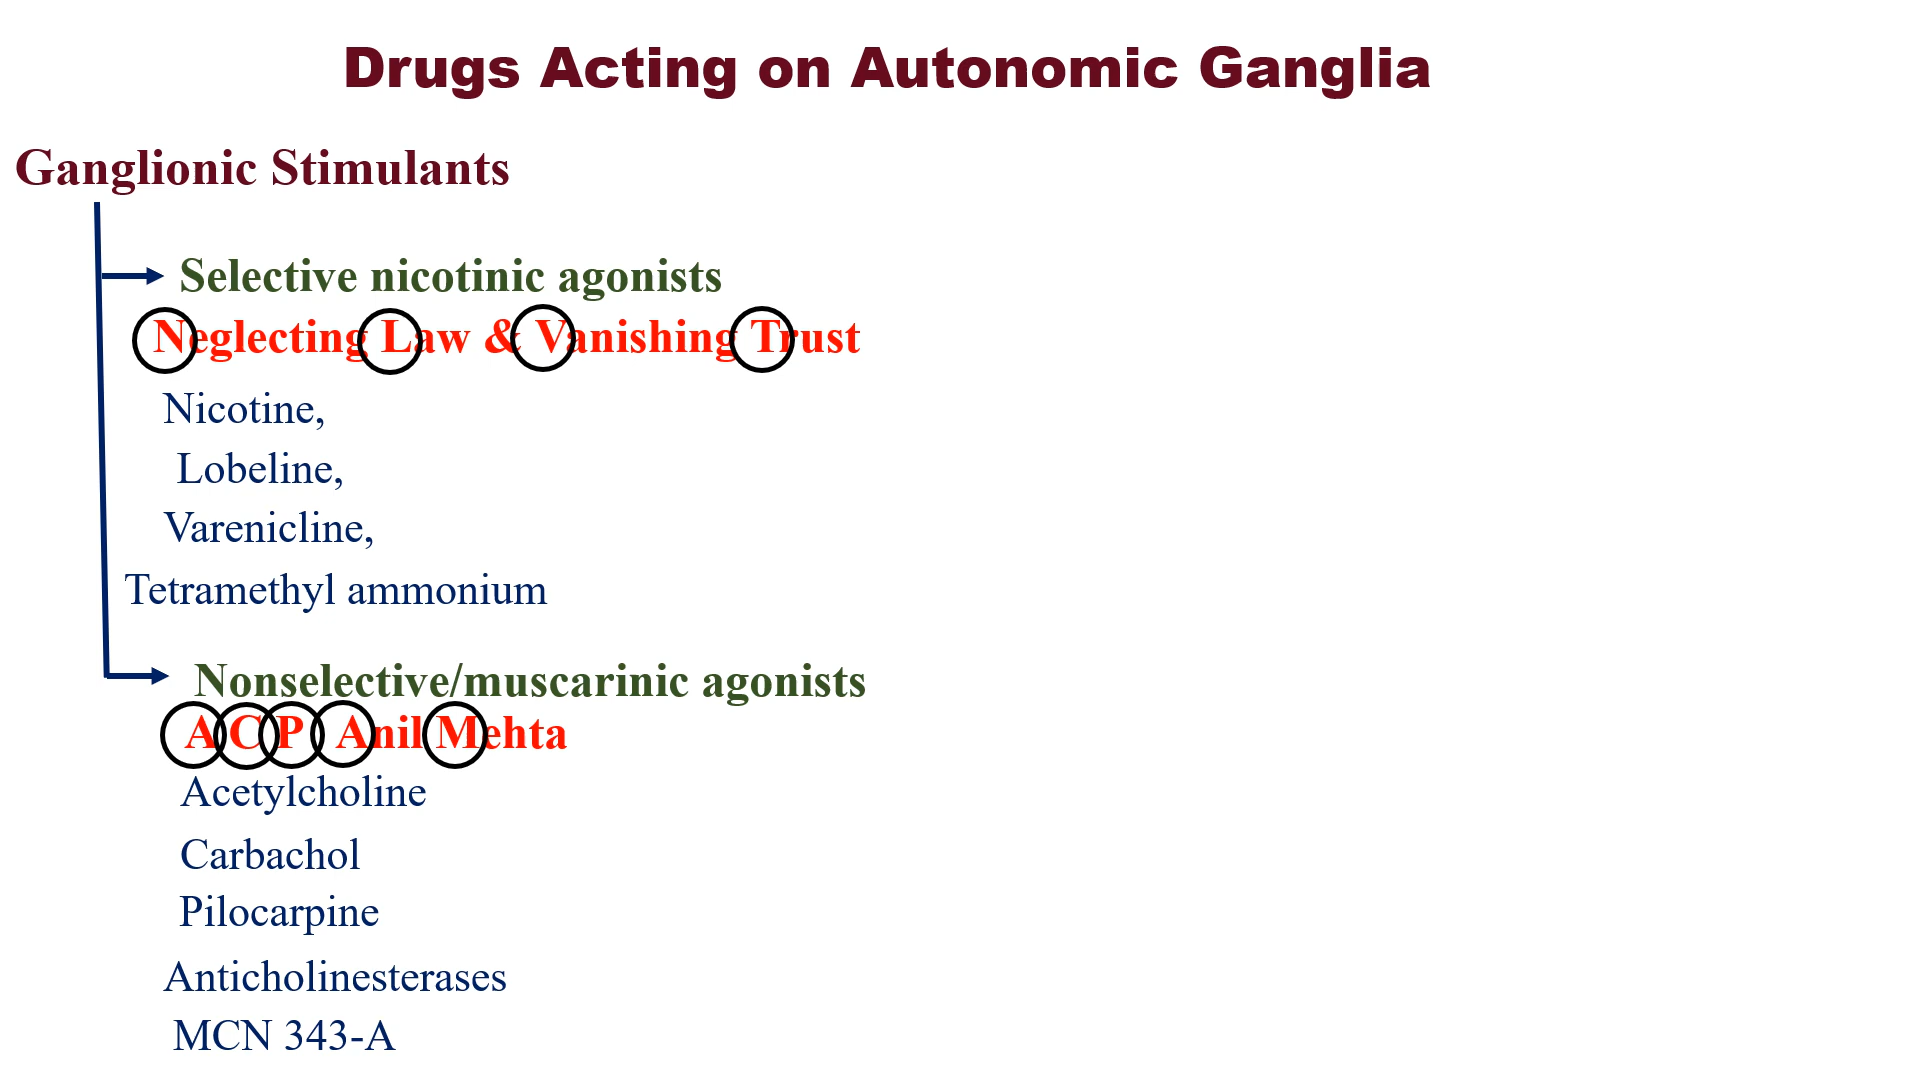 Drugs Acting on Autonomic Ganglia
Ganglionic Stimulants
Selective nicotinic agonists
Neglecting Law & Vanishing Trust
Nicotine,
Lobeline,
Varenicline,
Tetramethyl ammonium
Nonselective/muscarinic agonists
A C P Anil Mehta
Acetylcholine
Carbachol
Pilocarpine
Anticholinesterases
MCN 343-A